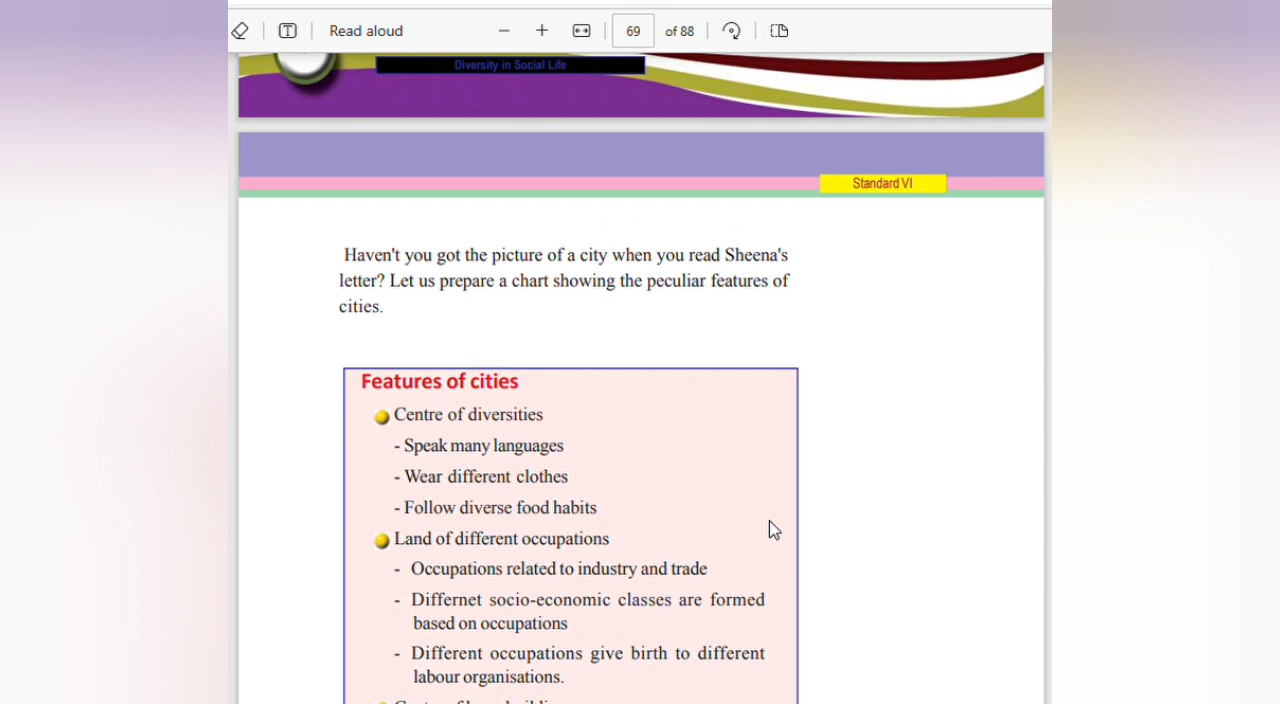 Read aloud
69 of 88
Diversity in Social Life
Standard VI
Haven't you got the picture of a city when you read Sheena's
letter? Let us prepare a chart showing the peculiar features of
cities.
Features of cities
Centre of diversities
- Speak many languages
- Wear different clothes
- Follow diverse food habits
Land of different occupations
- Occupations related to industry and trade
- Differnet socio-economic classes are formed
based on occupations
- Different occupations give birth to different
labour organisations.